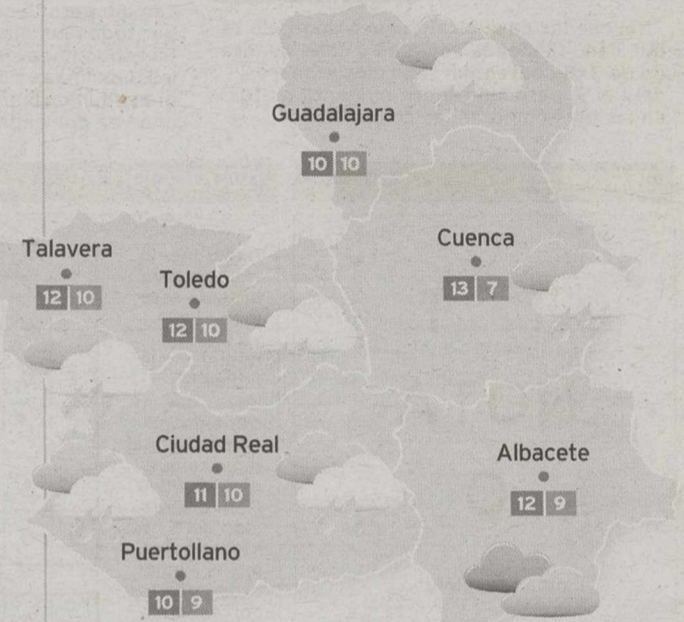 Guadalajara
10 10
Talavera
12 10
Toledo
12 10
Cuenca
13 7
Ciudad Real
11 10
Albacete
12 9
Puertollano
10 9